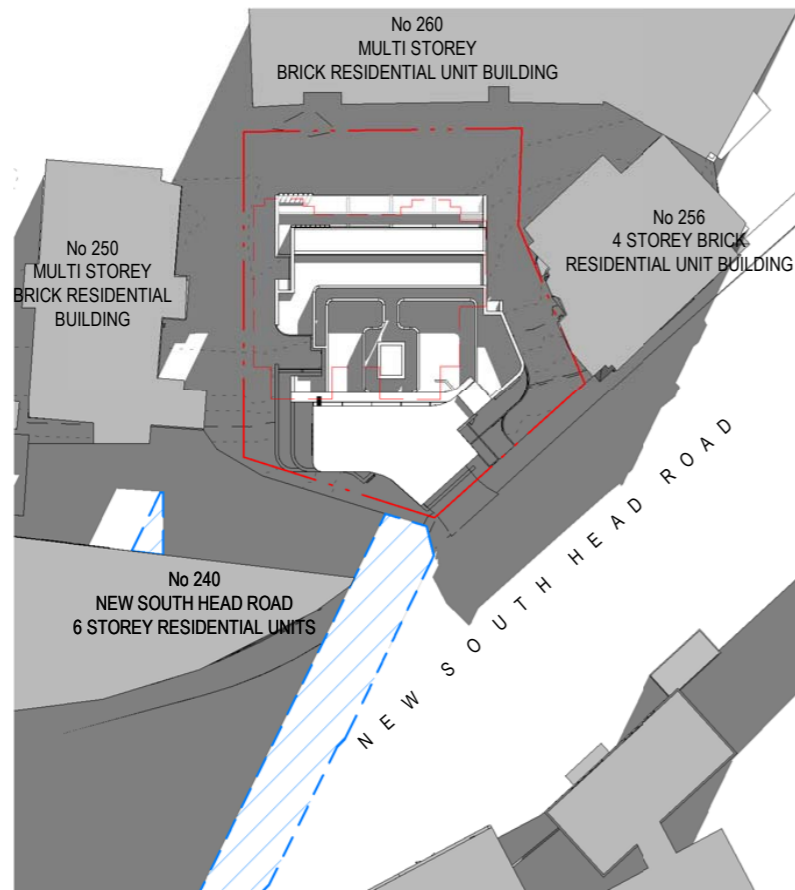 No 260
MULTI STOREY
BRICK RESIDENTIAL UNIT BUILDING
No 256
4 STOREY BRICK
RESIDENTIAL UNIT BUILDING
No 250
MULTI STOREY
BRICK RESIDENTIAL
BUILDING
No 240
NEW SOUTH HEAD ROAD
6 STOREY RESIDENTIAL UNITS
NEW SOUTH HEAD ROAD